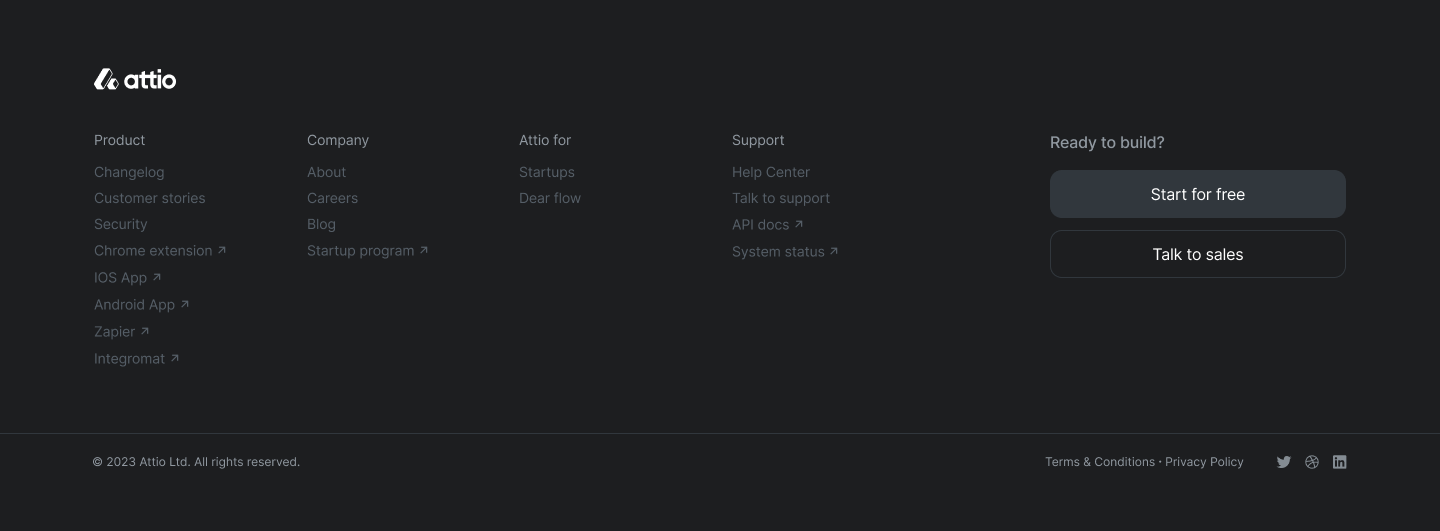 attio
Product
Changelog
Customer stories
Security
Chrome extension ↗
IOS App ↗
Android App ↗
Zapier ↗
Integromat ↗
Company
About
Careers
Blog
Startup program ↗
Attio for
Startups
Dear flow
Support
Help Center
Talk to support
API docs ↗
System status ↗
Ready to build?
Start for free
Talk to sales
© 2023 Attio Ltd. All rights reserved.
Terms & Conditions · Privacy Policy